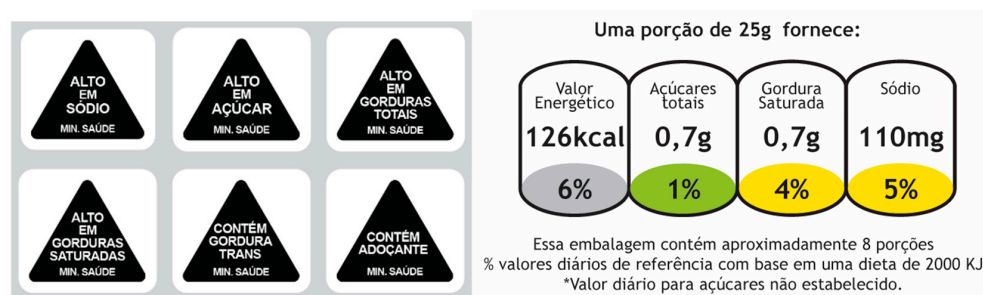 ALTO
EM
SÓDIO
MIN. SAÚDE
ALTO
EM
AÇÚCAR
MIN. SAÚDE
ALTO
EM
GORDURAS
TOTAIS
MIN. SAÚDE
ALTO
EM
GORDURAS
SATURADAS
MIN. SAÚDE
CONTÉM
GORDURA
TRANS
MIN. SAÚDE
CONTÉM
ADOÇANTE
MIN. SAÚDE
Uma porção de 25g fornece:
Valor
Energético
126kcal
6%
Açúcares
totais
0,7g
1%
Gordura
Saturada
0,7g
4%
Sódio
110mg
5%
Essa embalagem contém aproximadamente 8 porções
% valores diários de referência com base em uma dieta de 2000 KJ
*Valor diário para açúcares não estabelecido.